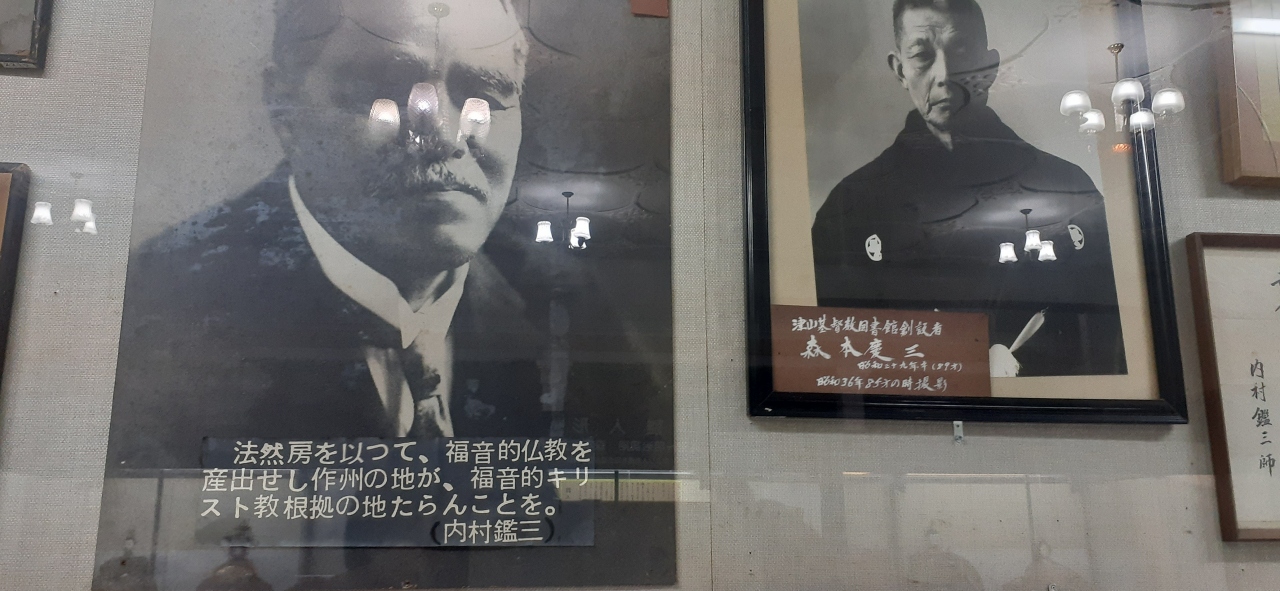 法然房を以つて、福音的仏教を
産出せし作州の地が、福音的キリ
スト教根拠の地たらんことを。
(内村鑑三)
津山基督教図書館創設者
森本慶三
昭和36年85才の時撮影
内村鑑三師